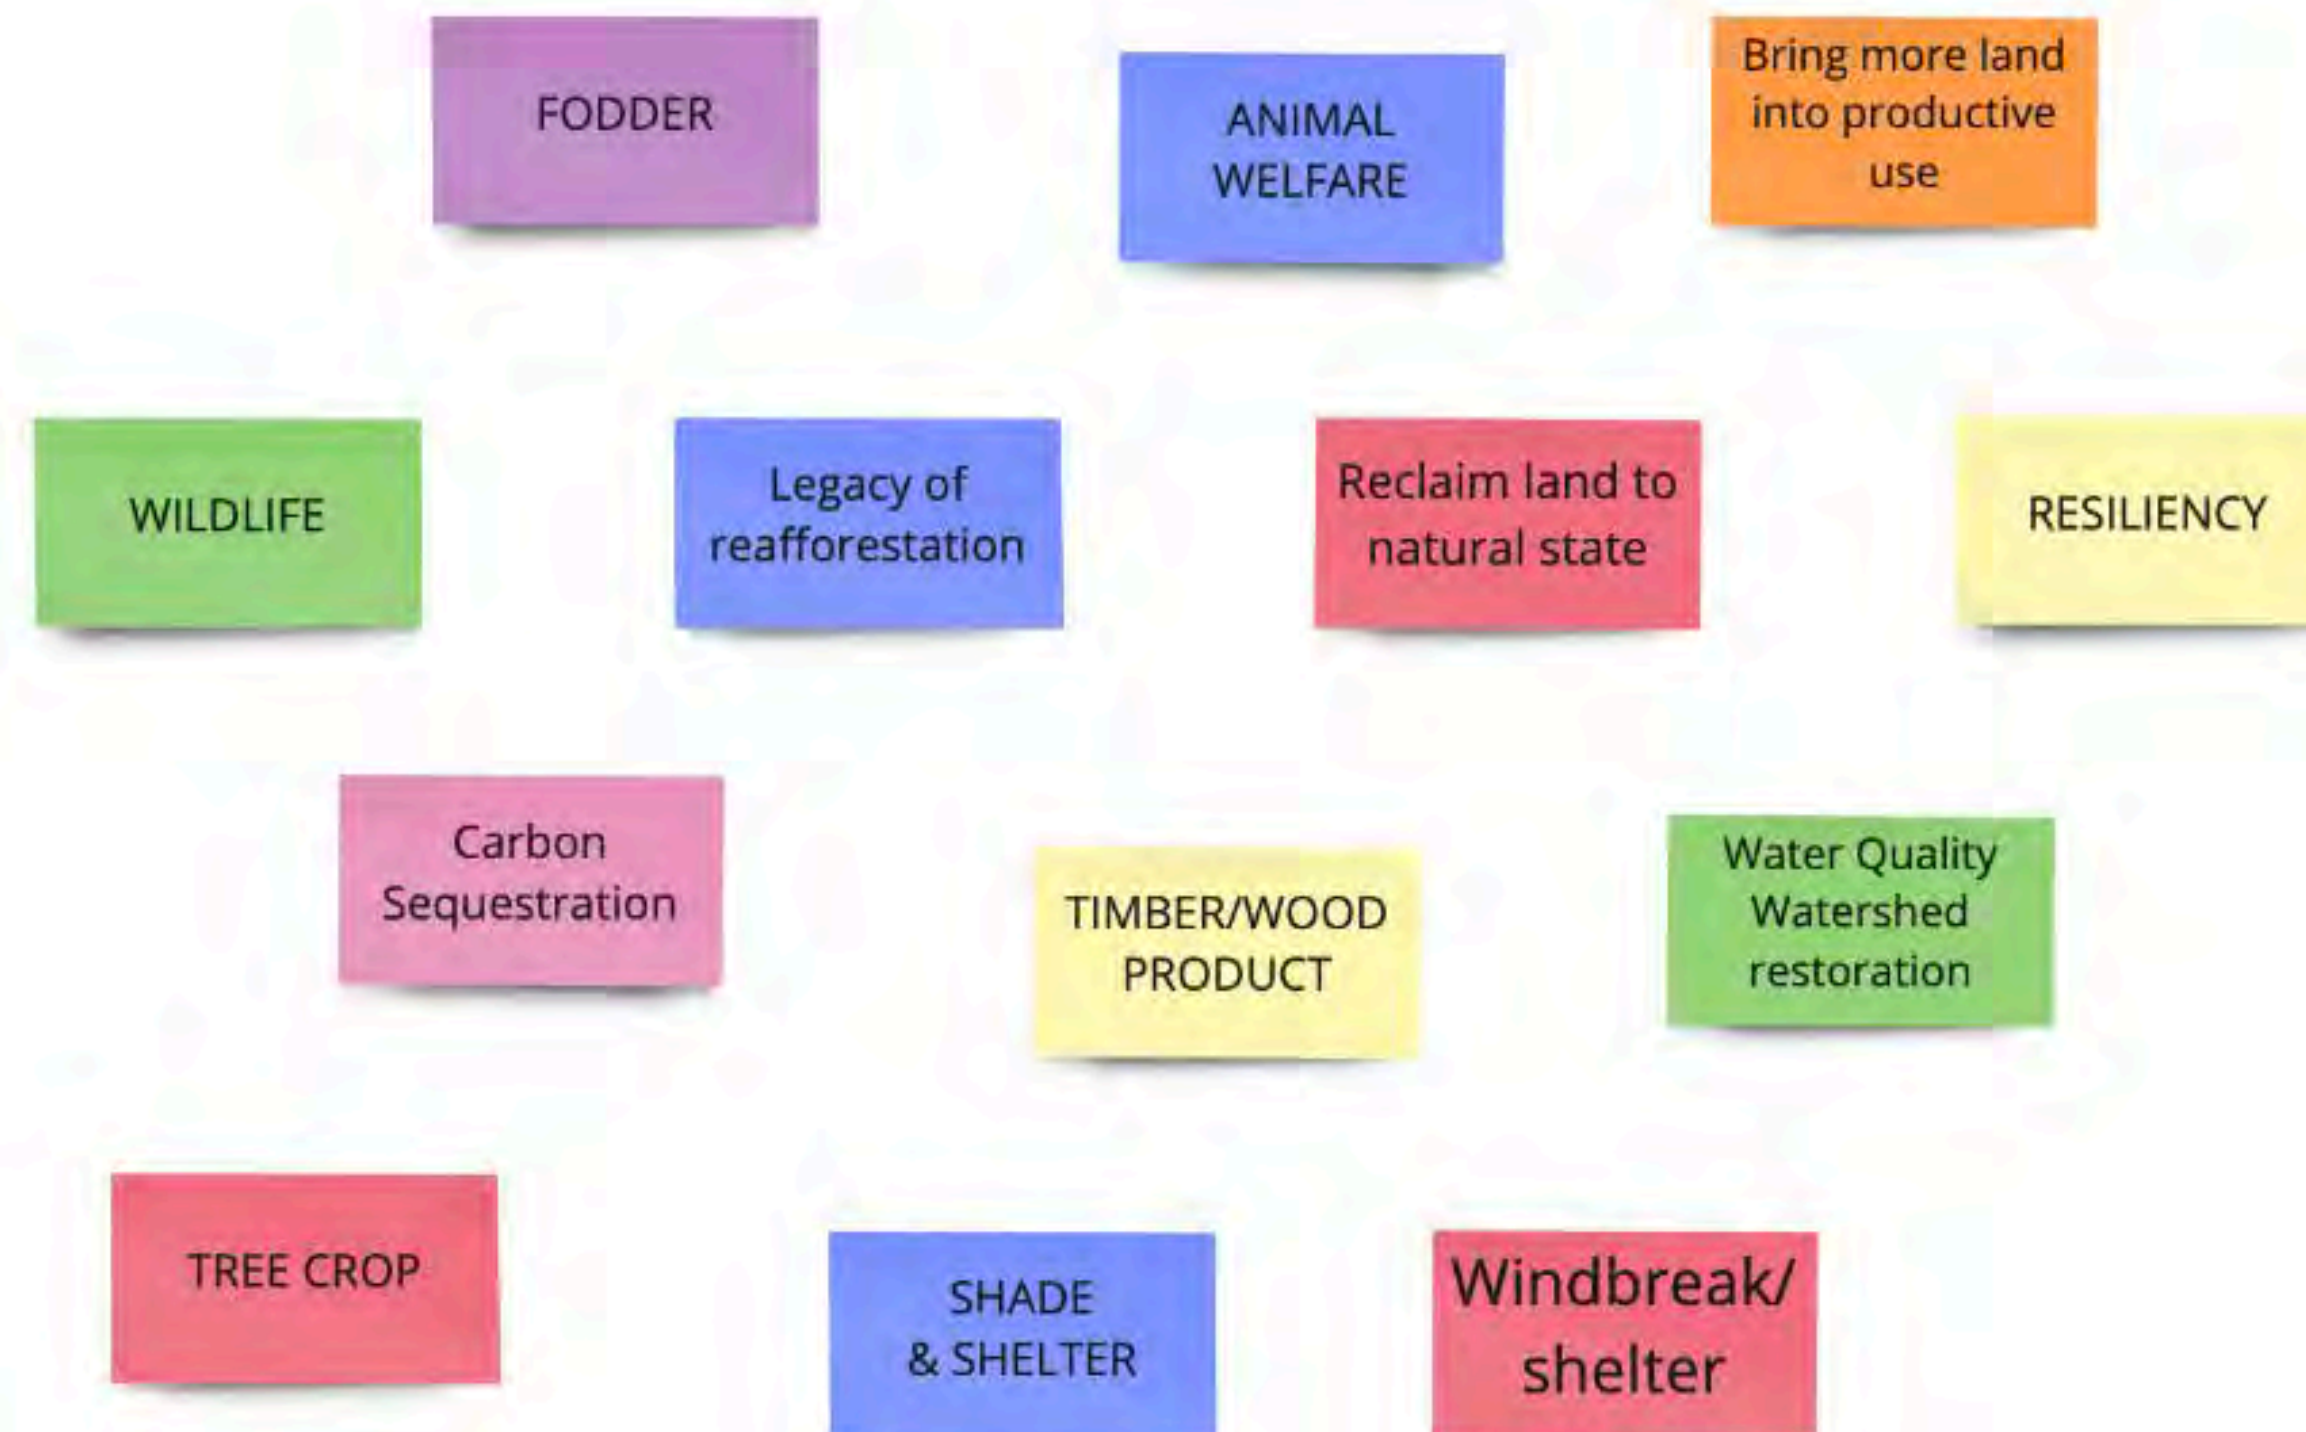 FODDER
ANIMAL
WELFARE
Bring more land
into productive
use
WILDLIFE
Legacy of
reafforestation
Reclaim land to
natural state
RESILIENCY
Carbon
Sequestration
TIMBER/WOOD
PRODUCT
Water Quality
Watershed
restoration
TREE CROP
SHADE
& SHELTER
Windbreak/
shelter